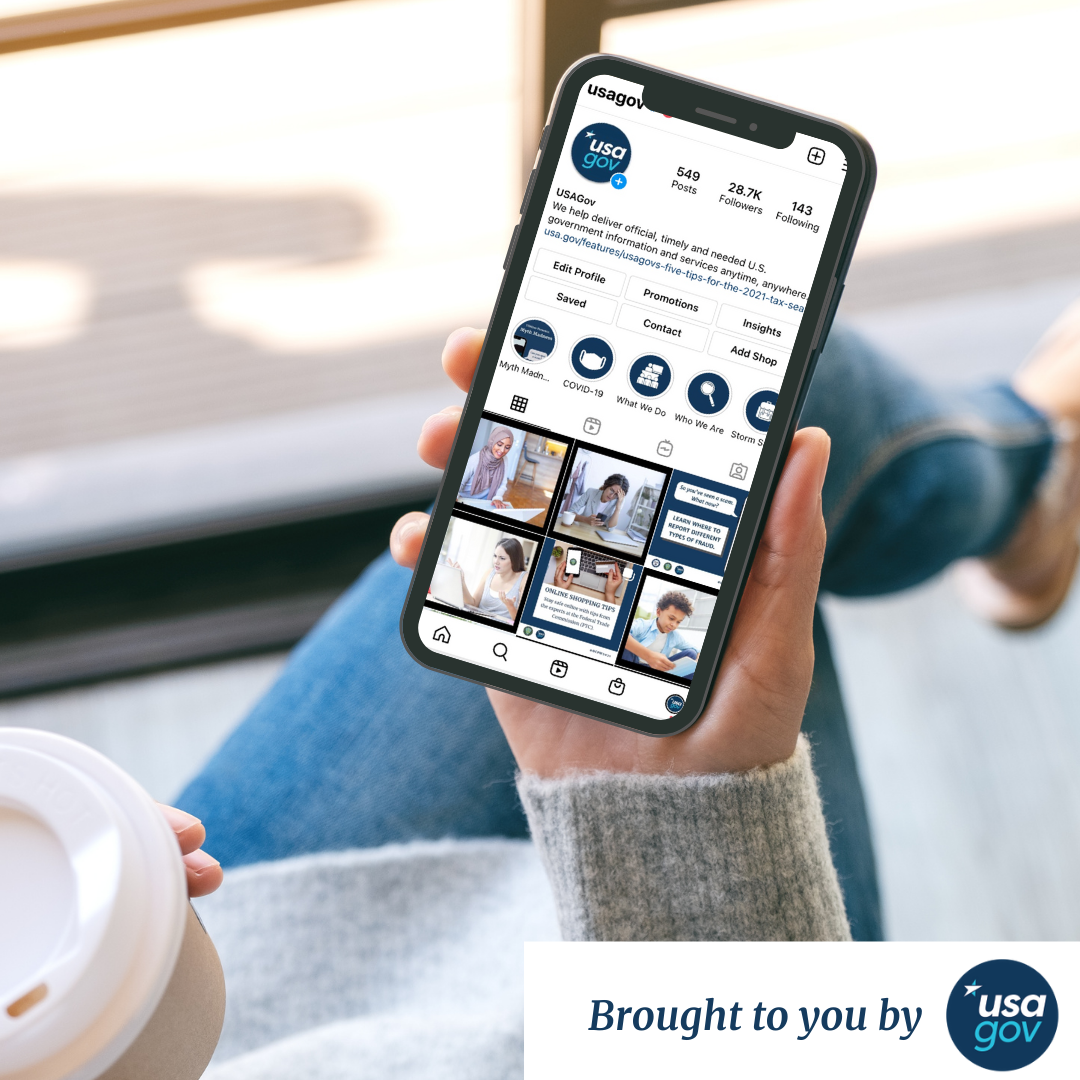 usagov
usa
gov
549
Posts
28.7K
Followers
143
Following
USAGov
We help deliver official, timely and needed U.S.
government information and services anytime, anywhere.
usa.gov/features/usagovs-five-tips-for-the-2021-tax-sea
Edit Profile
Promotions
Insights
Saved
Contact
Add Shop
Myth Madness
Myth Madn...
COVID-19
What We Do
Who We Are
Storm S
So you've seen a scam.
What now?
LEARN WHERE TO
REPORT DIFFERENT
TYPES OF FRAUD.
ONLINE SHOPPING TIPS
Stay safe online with tips from
the experts at the Federal Trade
Commission (FTC)
usa
gov
Brought to you by
usa
gov